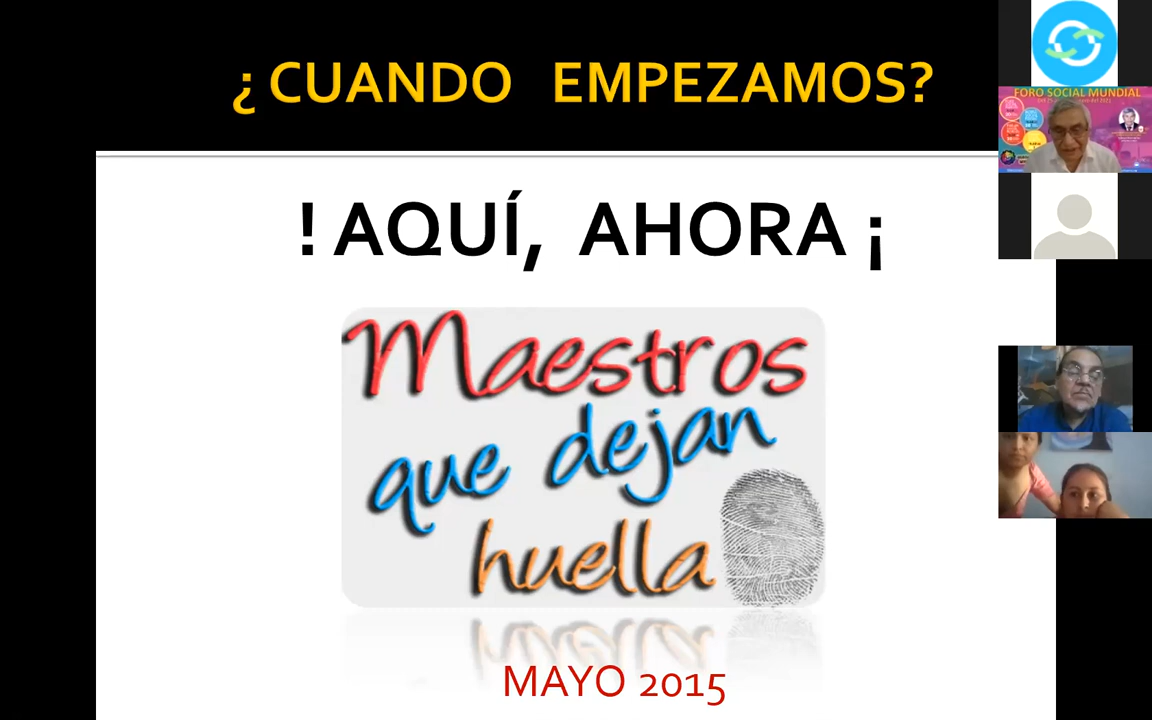 ¿ CUANDO EMPEZAMOS?
! AQUÍ, AHORA ¡
Maestros
que dejan
huella
MAYO 2015
FORO SOCIAL MUNDIAL